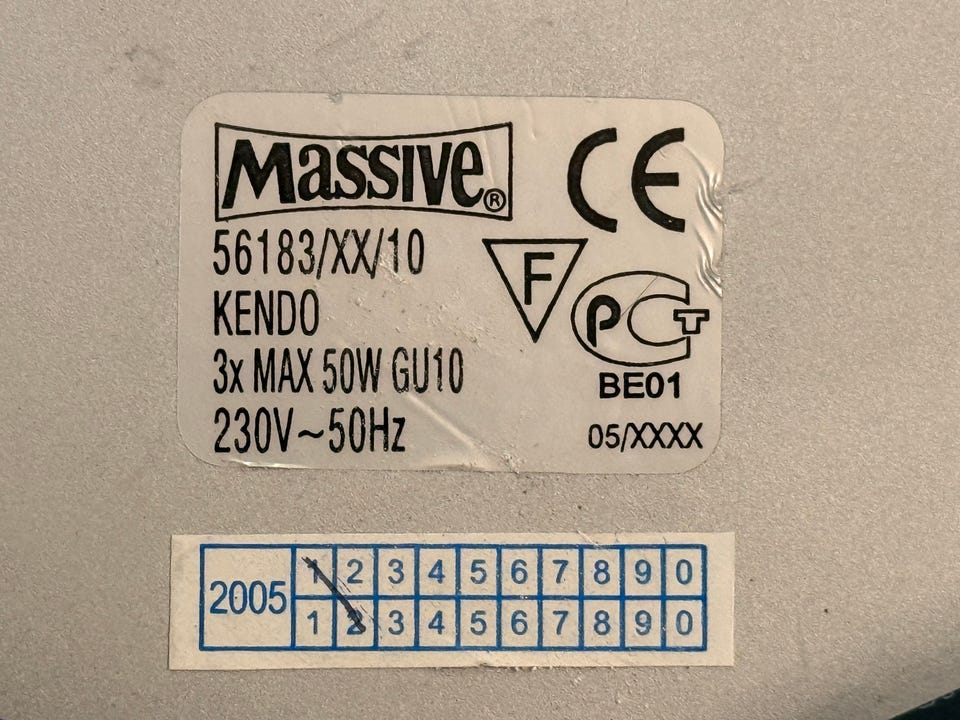 Massive®
CE
56183/XX/10
F
KENDO
PCT
3x MAX 50W GU10
BE01
230V~50Hz
05/XXXX
2005
1 2 3 4 5 6 7 8 9 0
1 2 3 4 5 6 7 8 9 0